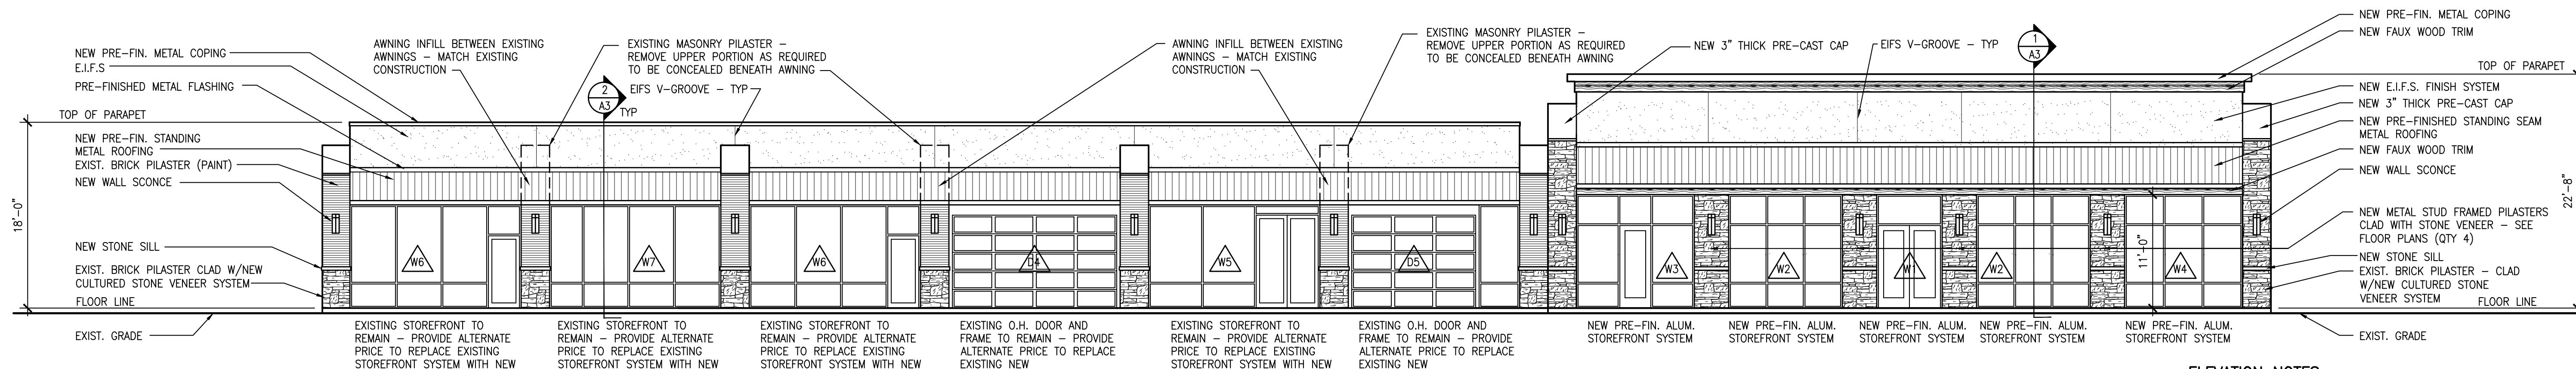 NEW PRE-FIN. METAL COPING
E.I.F.S
PRE-FINISHED METAL FLASHING
TOP OF PARAPET
NEW PRE-FIN. STANDING
METAL ROOFING
EXIST. BRICK PILASTER (PAINT)
NEW WALL SCONCE
18'-0"
NEW STONE SILL
EXIST. BRICK PILASTER CLAD W/NEW
CULTURED STONE VENEER SYSTEM
FLOOR LINE
EXIST. GRADE
AWNING INFILL BETWEEN EXISTING
AWNINGS - MATCH EXISTING
CONSTRUCTION
EXISTING MASONRY PILASTER -
REMOVE UPPER PORTION AS REQUIRED
TO BE CONCEALED BENEATH AWNING
2
A3
TYP
EIFS V-GROOVE - TYP
AWNING INFILL BETWEEN EXISTING
AWNINGS - MATCH EXISTING
CONSTRUCTION
EXISTING MASONRY PILASTER -
REMOVE UPPER PORTION AS REQUIRED
TO BE CONCEALED BENEATH AWNING
NEW 3" THICK PRE-CAST CAP
EIFS V-GROOVE - TYP
1
A3
W6
W7
W6
D4
W5
D5
W3
W2
W1
W2
11'-0"
W4
EXISTING STOREFRONT TO
REMAIN - PROVIDE ALTERNATE
PRICE TO REPLACE EXISTING
STOREFRONT SYSTEM WITH NEW
EXISTING STOREFRONT TO
REMAIN - PROVIDE ALTERNATE
PRICE TO REPLACE EXISTING
STOREFRONT SYSTEM WITH NEW
EXISTING STOREFRONT TO
REMAIN - PROVIDE ALTERNATE
PRICE TO REPLACE EXISTING
STOREFRONT SYSTEM WITH NEW
EXISTING O.H. DOOR AND
FRAME TO REMAIN - PROVIDE
ALTERNATE PRICE TO REPLACE
EXISTING NEW
EXISTING STOREFRONT TO
REMAIN - PROVIDE ALTERNATE
PRICE TO REPLACE EXISTING
STOREFRONT SYSTEM WITH NEW
EXISTING O.H. DOOR AND
FRAME TO REMAIN - PROVIDE
ALTERNATE PRICE TO REPLACE
EXISTING NEW
NEW PRE-FIN. ALUM.
STOREFRONT SYSTEM
NEW PRE-FIN. ALUM.
STOREFRONT SYSTEM
NEW PRE-FIN. ALUM.
STOREFRONT SYSTEM
NEW PRE-FIN. ALUM.
STOREFRONT SYSTEM
NEW PRE-FIN. ALUM.
STOREFRONT SYSTEM
NEW PRE-FIN. METAL COPING
NEW FAUX WOOD TRIM
TOP OF PARAPET
NEW E.I.F.S. FINISH SYSTEM
NEW 3" THICK PRE-CAST CAP
NEW PRE-FINISHED STANDING SEAM
METAL ROOFING
NEW FAUX WOOD TRIM
NEW WALL SCONCE
22'-8"
NEW METAL STUD FRAMED PILASTERS
CLAD WITH STONE VENEER - SEE
FLOOR PLANS (QTY 4)
NEW STONE SILL
EXIST. BRICK PILASTER - CLAD
W/NEW CULTURED STONE
VENEER SYSTEM
FLOOR LINE
EXIST. GRADE
ELEVATION NOTES